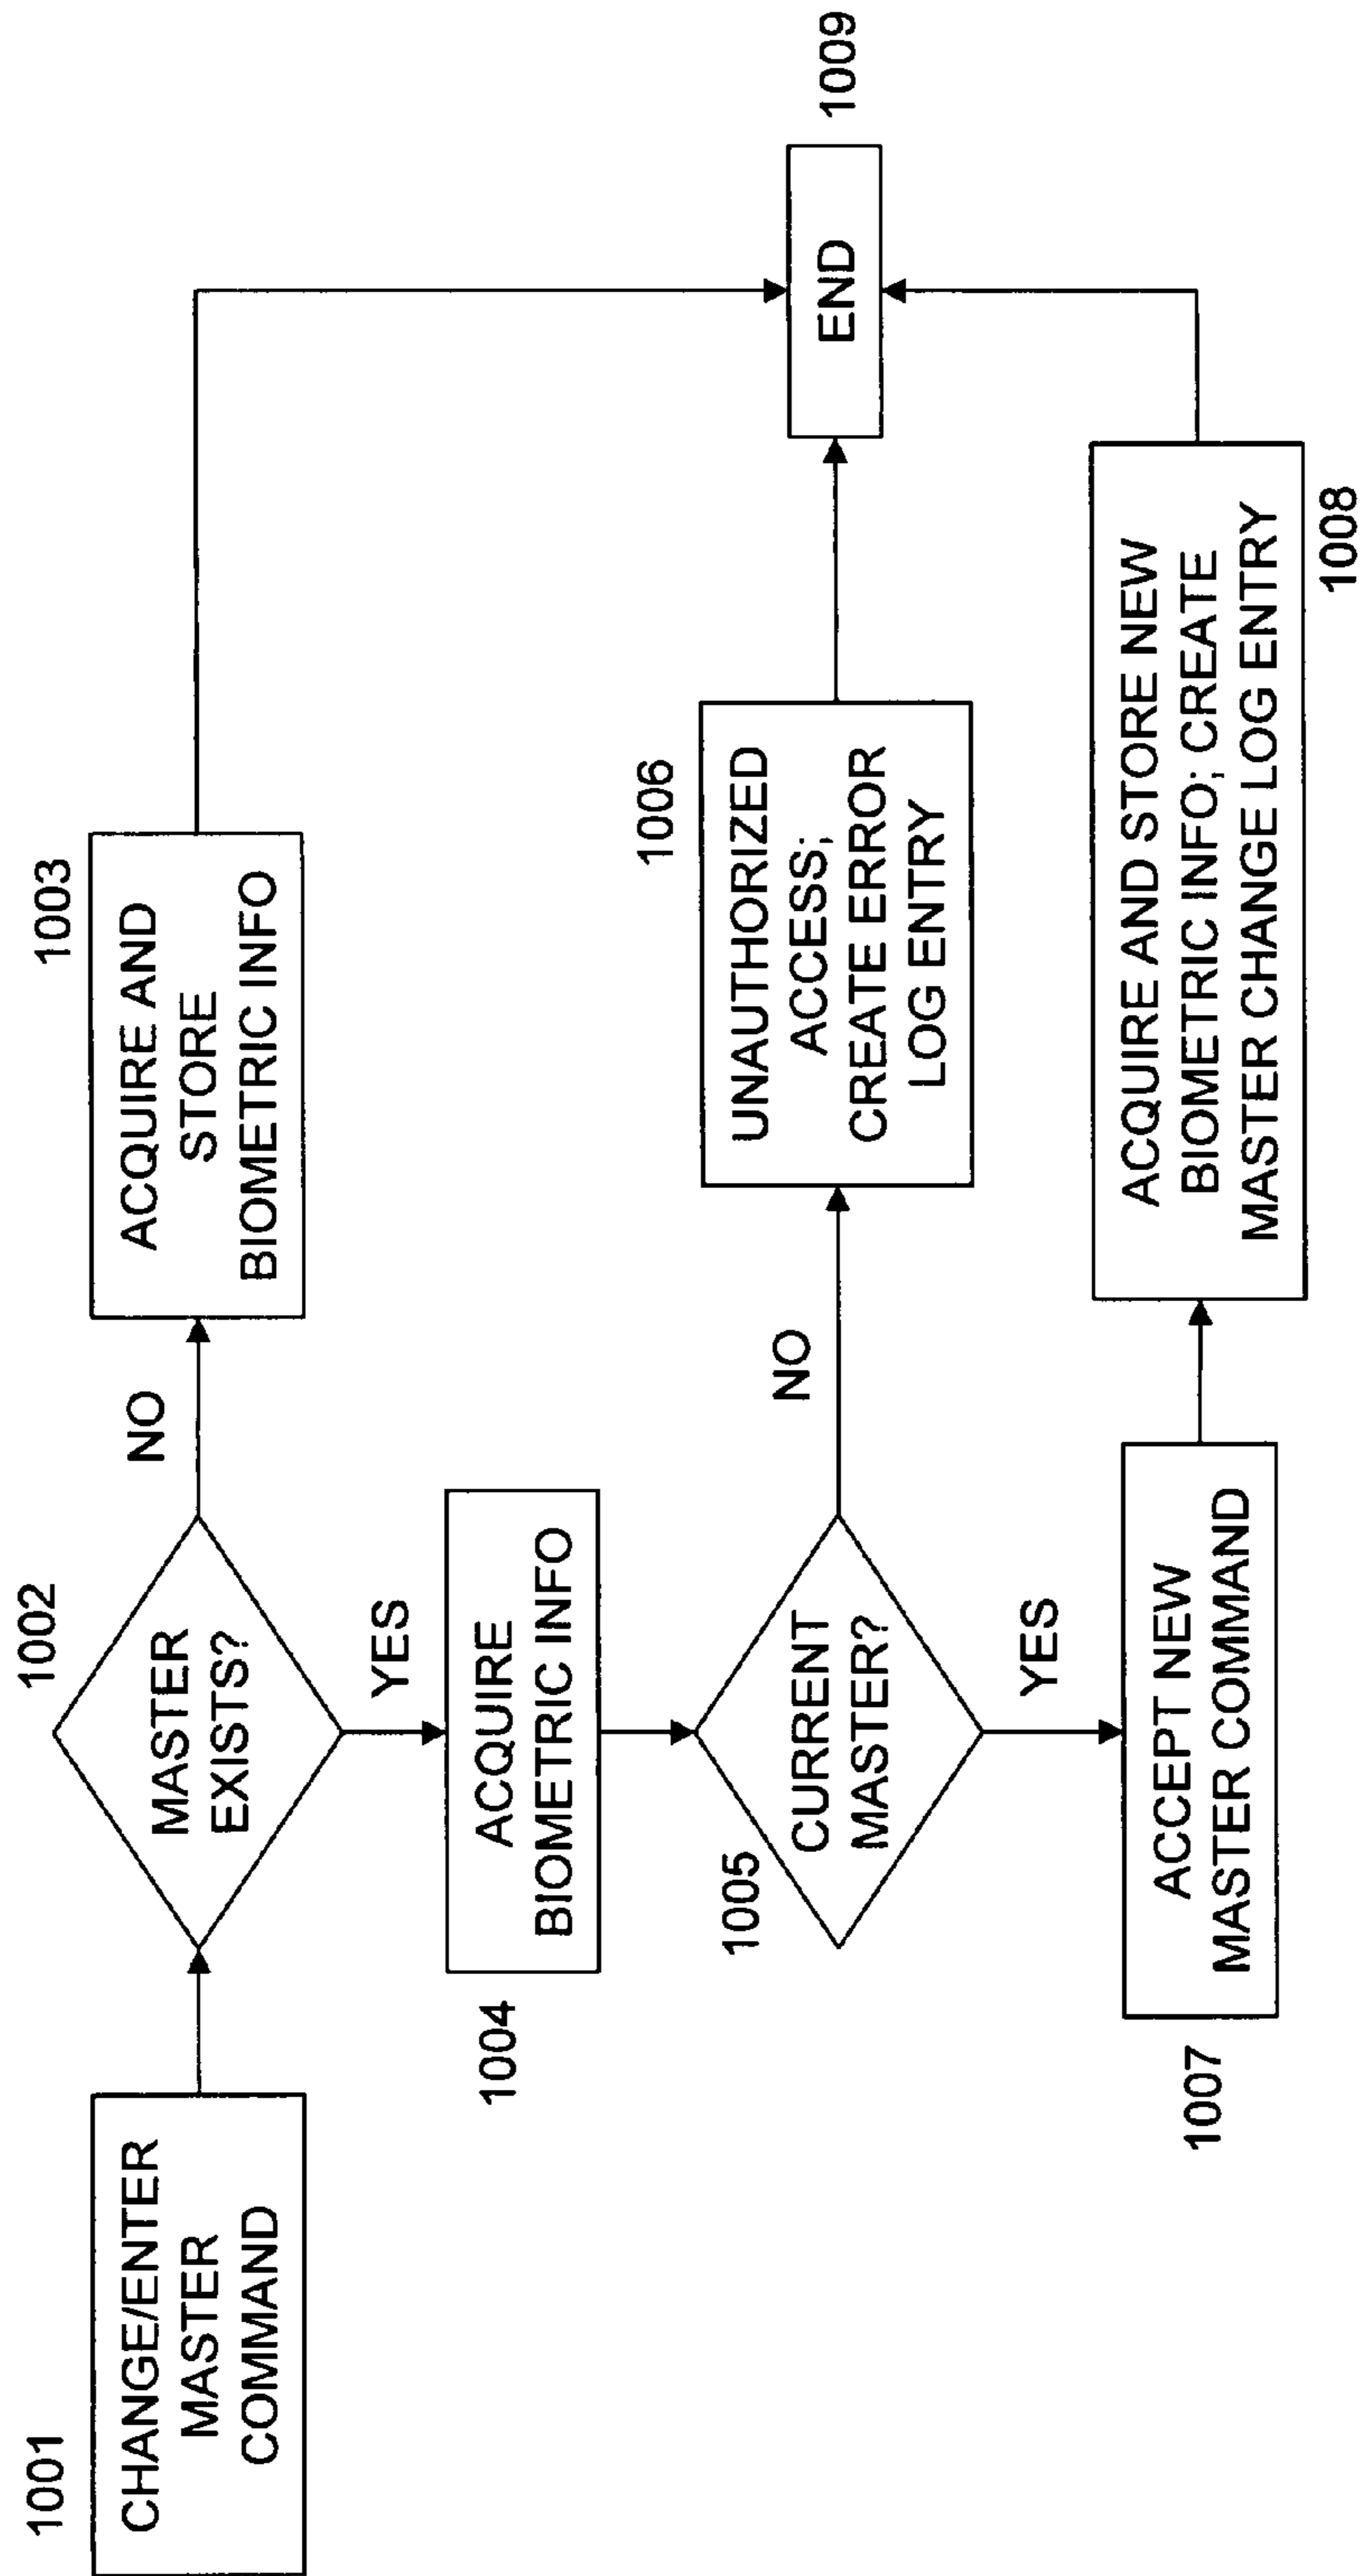 1001
CHANGE/ENTER
MASTER
COMMAND
1002
MASTER
EXISTS?
NO
1003
ACQUIRE AND
STORE
BIOMETRIC INFO
YES
1004
ACQUIRE
BIOMETRIC INFO
1005
CURRENT
MASTER?
NO
1006
UNAUTHORIZED
ACCESS;
CREATE ERROR
LOG ENTRY
YES
1007
ACCEPT NEW
MASTER COMMAND
ACQUIRE AND STORE NEW
BIOMETRIC INFO; CREATE
MASTER CHANGE LOG ENTRY
1008
END
1009